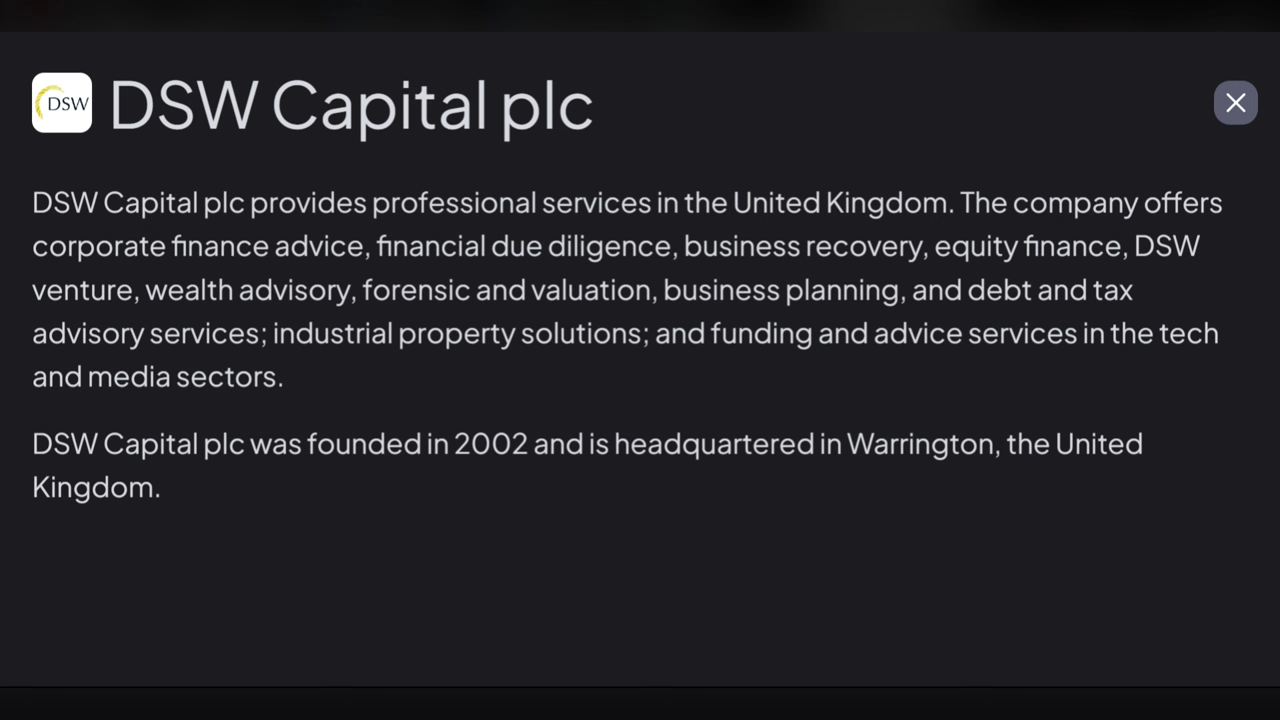 DSW
DSW Capital plc
DSW Capital plc provides professional services in the United Kingdom. The company offers
corporate finance advice, financial due diligence, business recovery, equity finance, DSW
venture, wealth advisory, forensic and valuation, business planning, and debt and tax
advisory services; industrial property solutions; and funding and advice services in the tech
and media sectors.
DSW Capital plc was founded in 2002 and is headquartered in Warrington, the United
Kingdom.